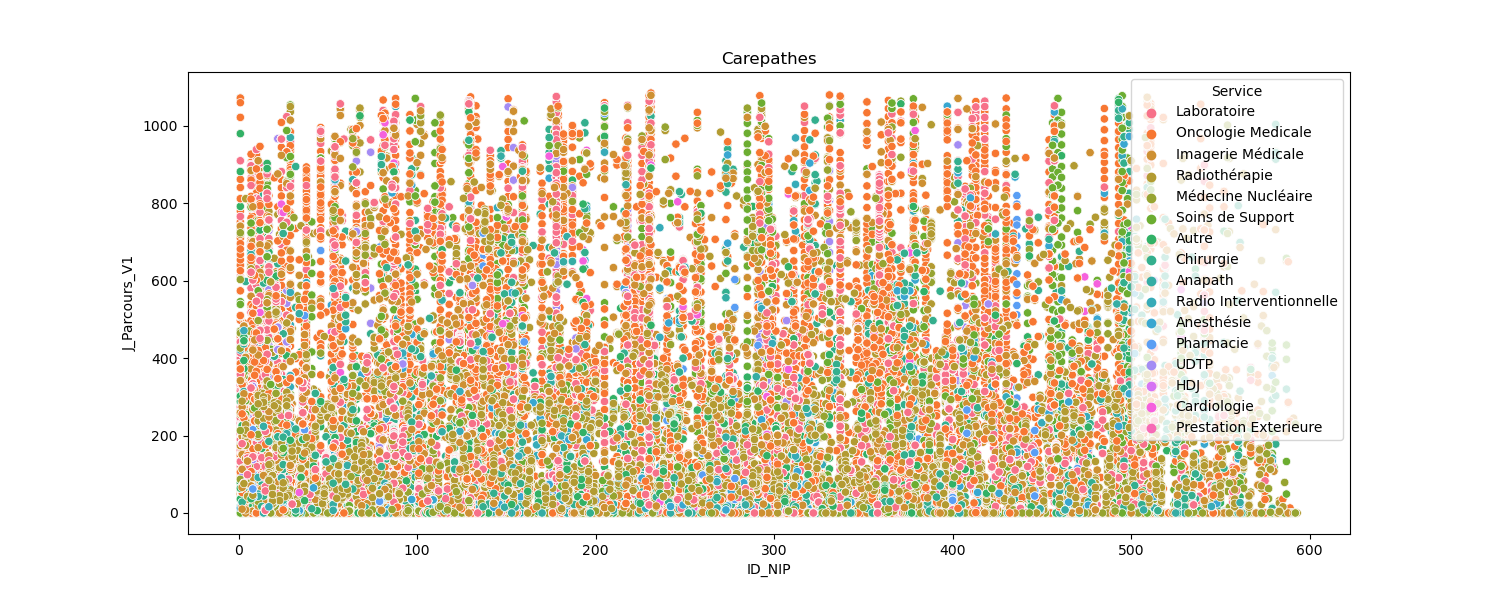 Carepathes
J_Parcours_V1
1000
800
600
400
200
0
0 100 200 300 400 500 600
ID_NIP
Service
Laboratoire
Oncologie Medicale
Imagerie Médicale
Radiothérapie
Médecine Nucléaire
Soins de Support
Autre
Chirurgie
Anapath
Radio Interventionnelle
Anesthésie
Pharmacie
UDTP
HDJ
Cardiologie
Prestation Exterieure